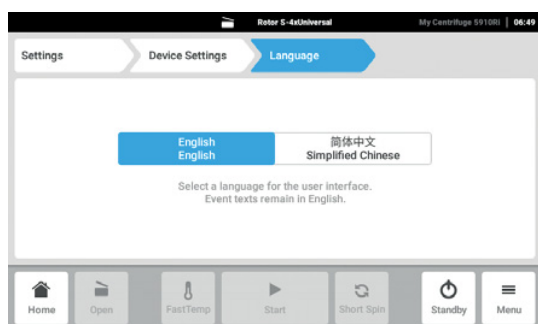 Rotor S-4xUniversal
My Centrifuge 5910Ri | 06:49
Settings
Device Settings
Language
English
English
简体中文
Simplified Chinese
Select a language for the user interface.
Event texts remain in English.
Home
Open
FastTemp
Start
Short Spin
Standby
Menu